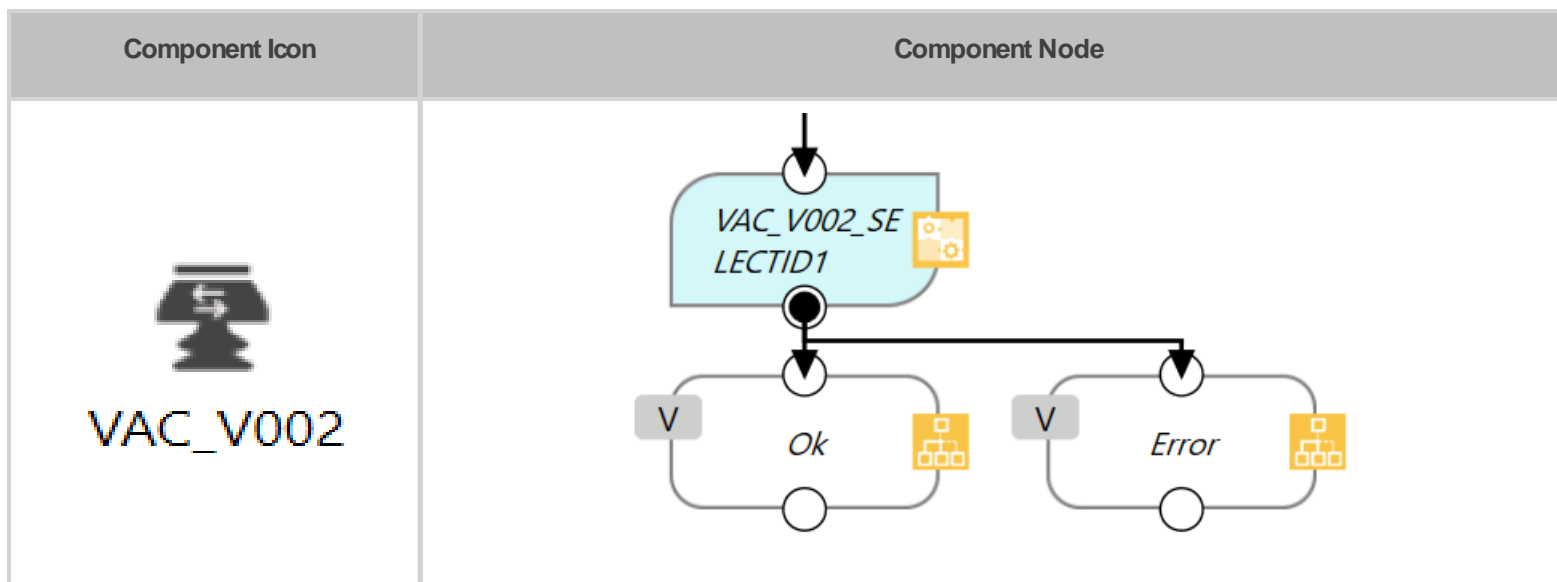 Component Icon
Component Node
VAC_V002_SE
LECTID1
VAC_V002
V
Ok
V
Error